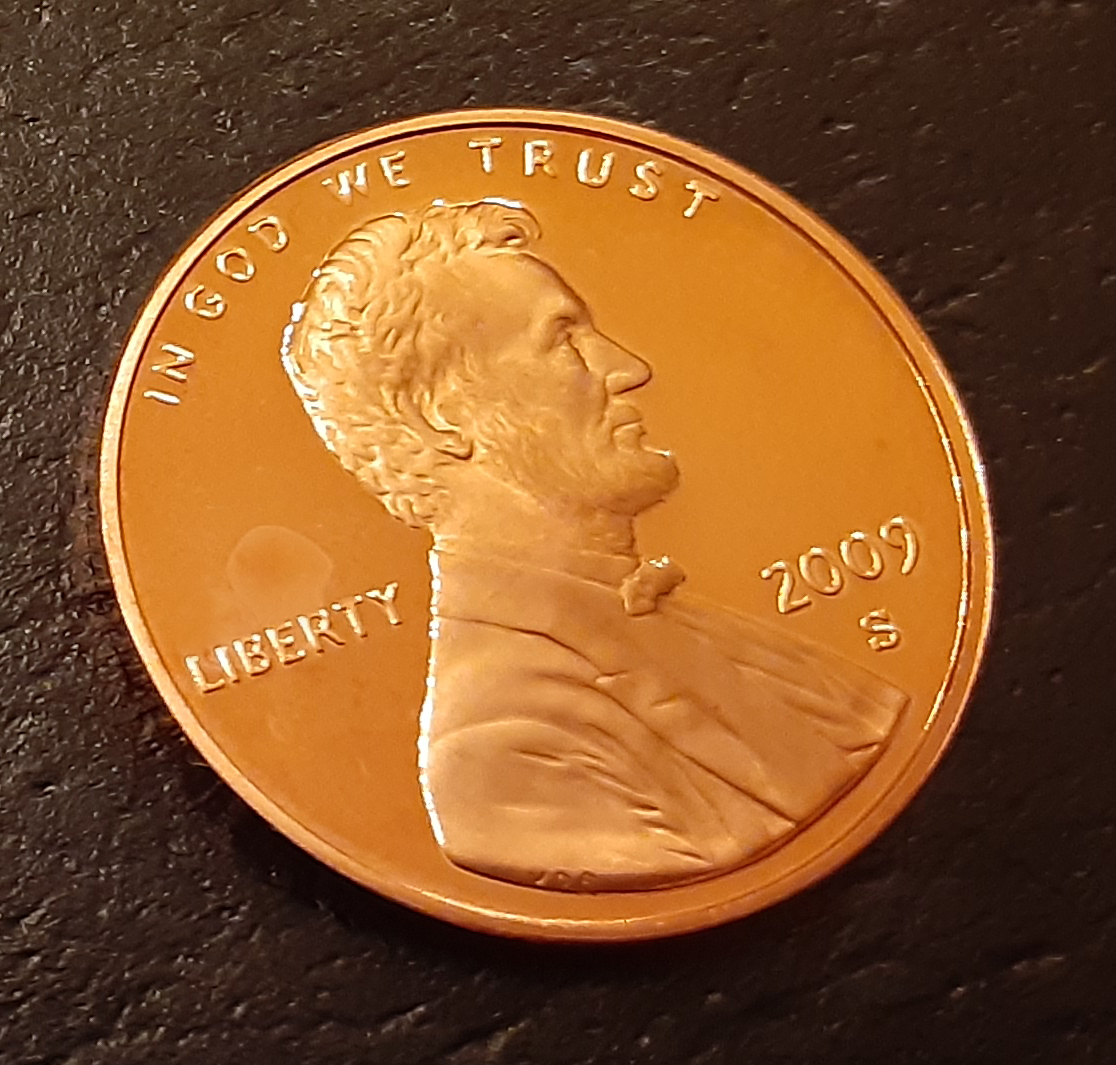 IN GOD WE TRUST
LIBERTY
2009
S